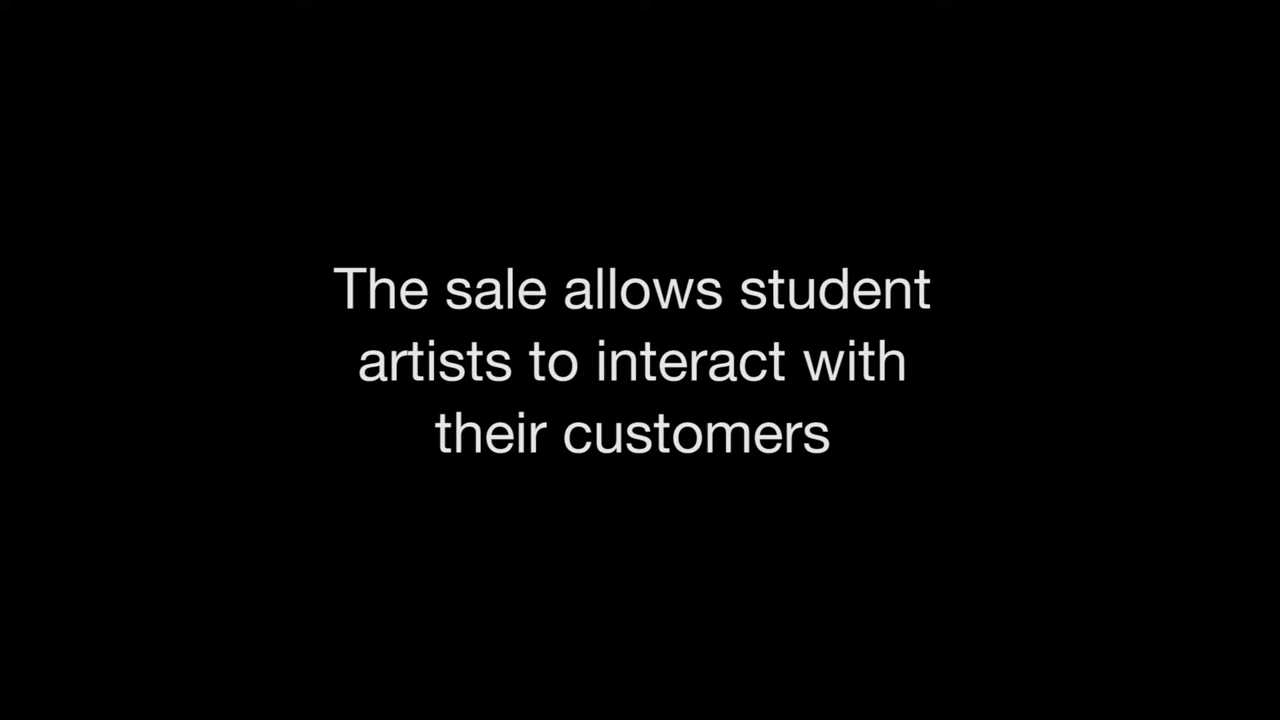 The sale allows student
artists to interact with
their customers